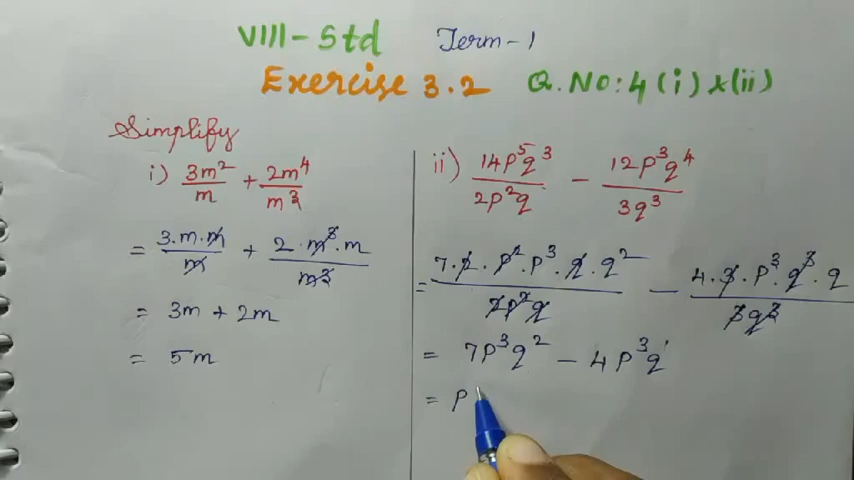 VIII - Std Term - 1
Exercise 3.2 Q.NO: 4 (i) & (ii)
Simplify
i) 3m²/m + 2m⁴/m³
= 3.m.m/m + 2.m³.m/m³
= 3m + 2m
= 5m
ii) 14p⁵q³/2p²q - 12p³q⁴/3q³
= 7.2.p².p³.q.q²/2p²q - 4.3.p³.q³.q/3q³
= 7p³q² - 4p³q
= p